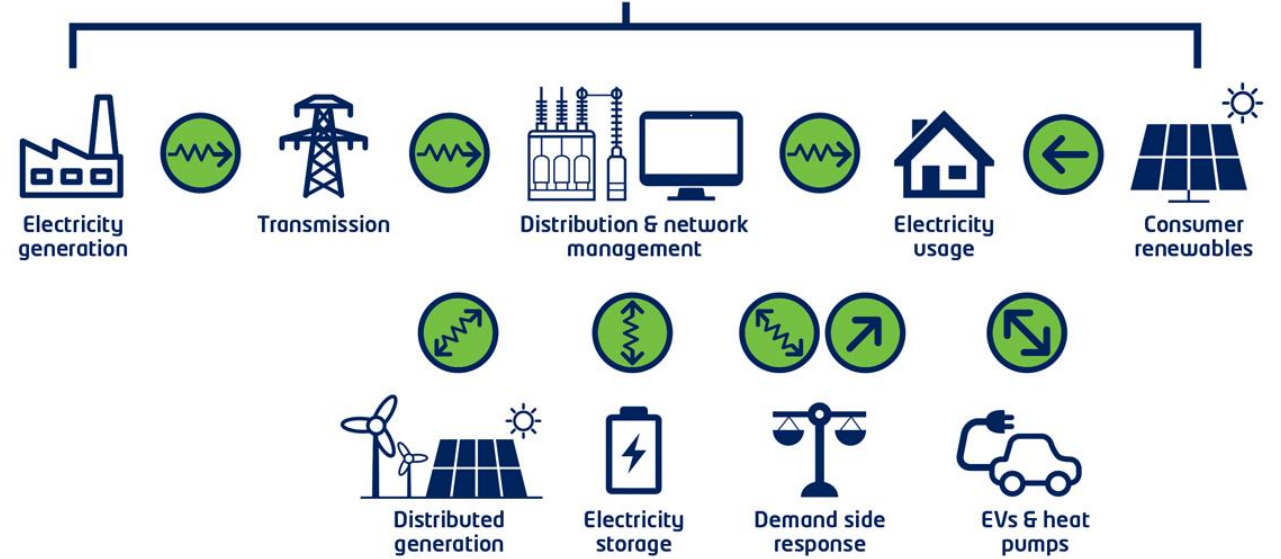 Electricity
generation
Transmission
Distribution & network
management
Electricity
usage
Consumer
renewables
Distributed
generation
Electricity
storage
Demand side
response
EVs & heat
pumps